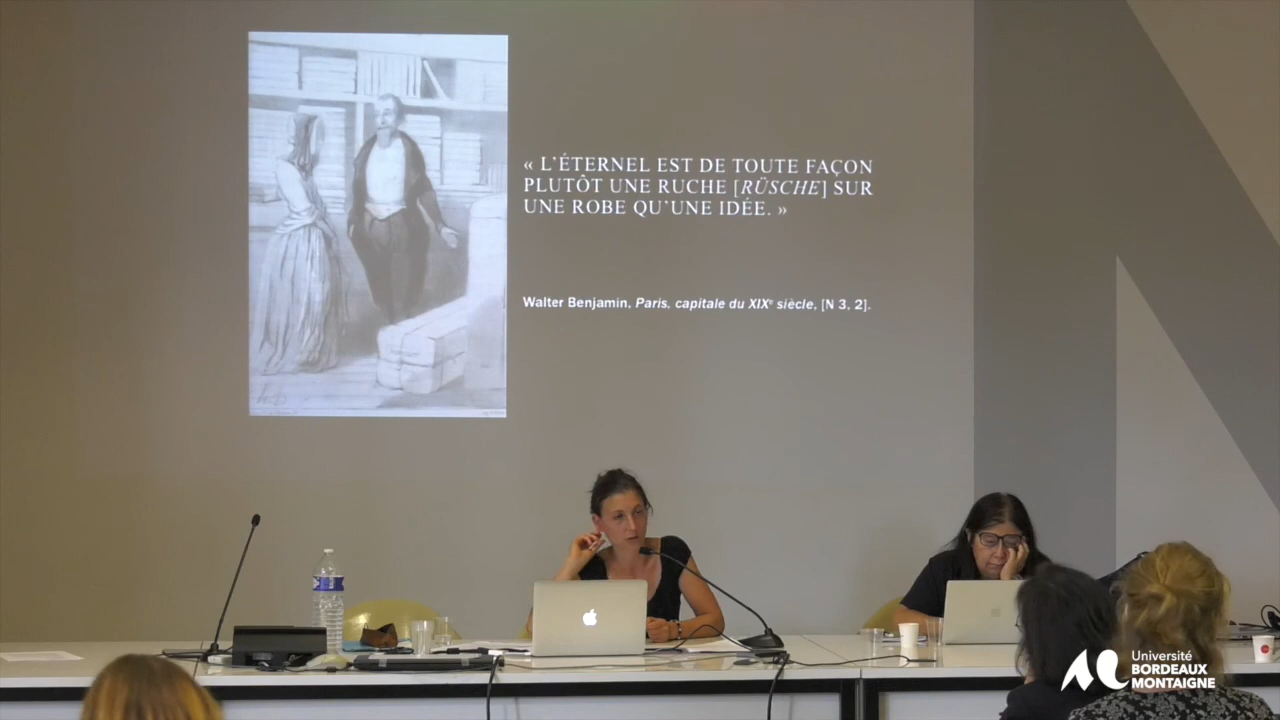 « L'ÉTERNEL EST DE TOUTE FAÇON
PLUTÔT UNE RUCHE [RÜSCHE] SUR
UNE ROBE QU'UNE IDÉE. »
Walter Benjamin, Paris, capitale du XIXe siècle, [N 3, 2].
Université
BORDEAUX
MONTAIGNE